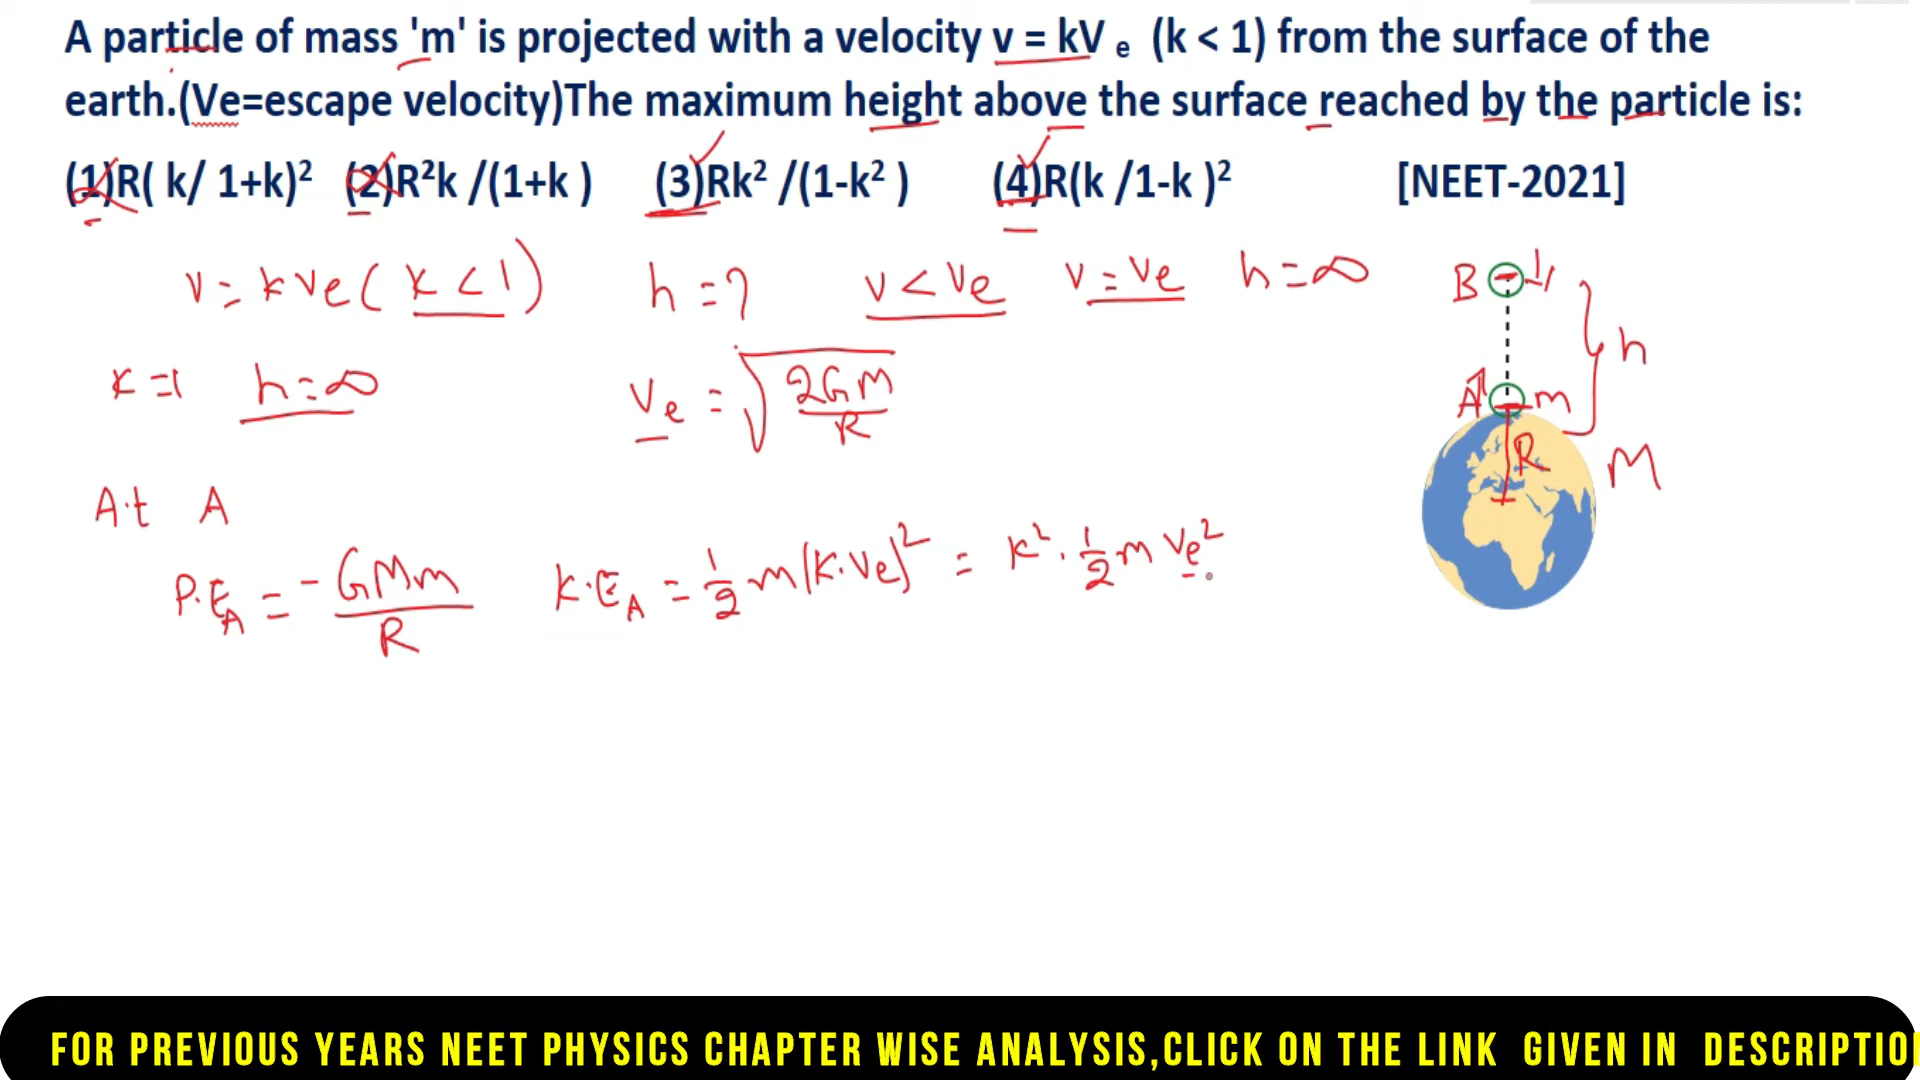 A particle of mass 'm' is projected with a velocity v = kV e (k < 1) from the surface of the
earth.(Ve=escape velocity)The maximum height above the surface reached by the particle is:
(1)R( k/ 1+k)² (2)R²k /(1+k ) (3)Rk² /(1-k² ) (4)R(k /1-k )² [NEET-2021]
v = k ve ( k < 1 ) h = ? v < ve v = ve h = ∞
k = 1 h = ∞ ve = √(2GM/R)
B
h
A m
R
M
A·t A
P.E_A = -GMm/R K.E_A = 1/2 m(k.ve)² = k² . 1/2 m ve²
FOR PREVIOUS YEARS NEET PHYSICS CHAPTER WISE ANALYSIS,CLICK ON THE LINK GIVEN IN DESCRIPTIO